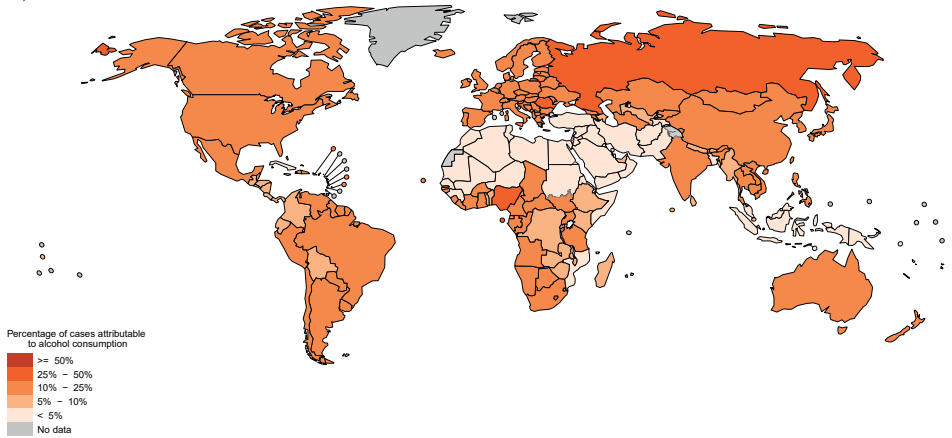 Percentage of cases attributable
to alcohol consumption
>= 50%
25% − 50%
10% − 25%
5% − 10%
< 5%
No data